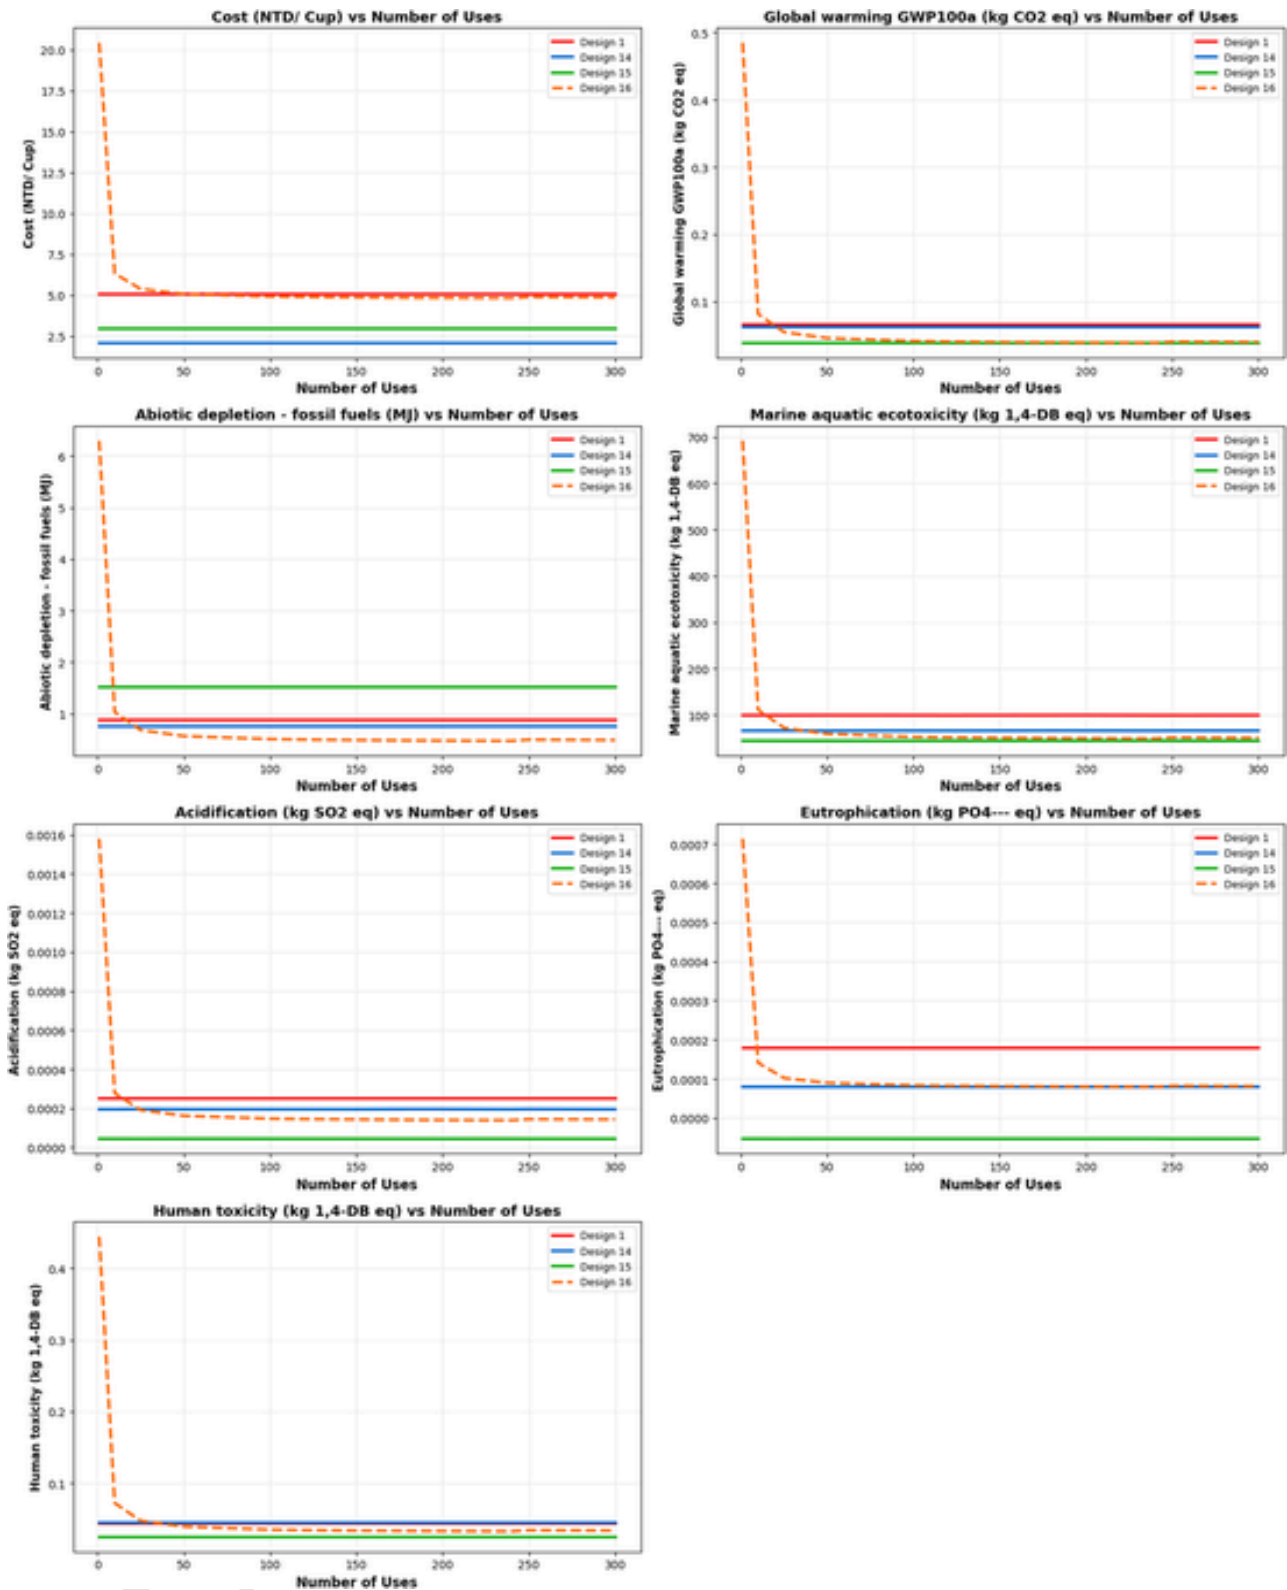 Cost (NTD/ Cup) vs Number of Uses
Cost (NTD/ Cup)
20.0
17.5
15.0
12.5
10.0
7.5
5.0
2.5
Design 1
Design 14
Design 15
Design 16
0 50 100 150 200 250 300
Number of Uses
Global warming GWP100a (kg CO2 eq) vs Number of Uses
Global warming GWP100a (kg CO2 eq)
0.5
0.4
0.3
0.2
0.1
Design 1
Design 14
Design 15
Design 16
0 50 100 150 200 250 300
Number of Uses
Abiotic depletion - fossil fuels (MJ) vs Number of Uses
Abiotic depletion - fossil fuels (MJ)
6
5
4
3
2
1
Design 1
Design 14
Design 15
Design 16
0 50 100 150 200 250 300
Number of Uses
Marine aquatic ecotoxicity (kg 1,4-DB eq) vs Number of Uses
Marine aquatic ecotoxicity (kg 1,4-DB eq)
700
600
500
400
300
200
100
Design 1
Design 14
Design 15
Design 16
0 50 100 150 200 250 300
Number of Uses
Acidification (kg SO2 eq) vs Number of Uses
Acidification (kg SO2 eq)
0.0016
0.0014
0.0012
0.0010
0.0008
0.0006
0.0004
0.0002
0.0000
Design 1
Design 14
Design 15
Design 16
0 50 100 150 200 250 300
Number of Uses
Eutrophication (kg PO4--- eq) vs Number of Uses
Eutrophication (kg PO4--- eq)
0.0007
0.0006
0.0005
0.0004
0.0003
0.0002
0.0001
0.0000
Design 1
Design 14
Design 15
Design 16
0 50 100 150 200 250 300
Number of Uses
Human toxicity (kg 1,4-DB eq) vs Number of Uses
Human toxicity (kg 1,4-DB eq)
0.4
0.3
0.2
0.1
Design 1
Design 14
Design 15
Design 16
0 50 100 150 200 250 300
Number of Uses